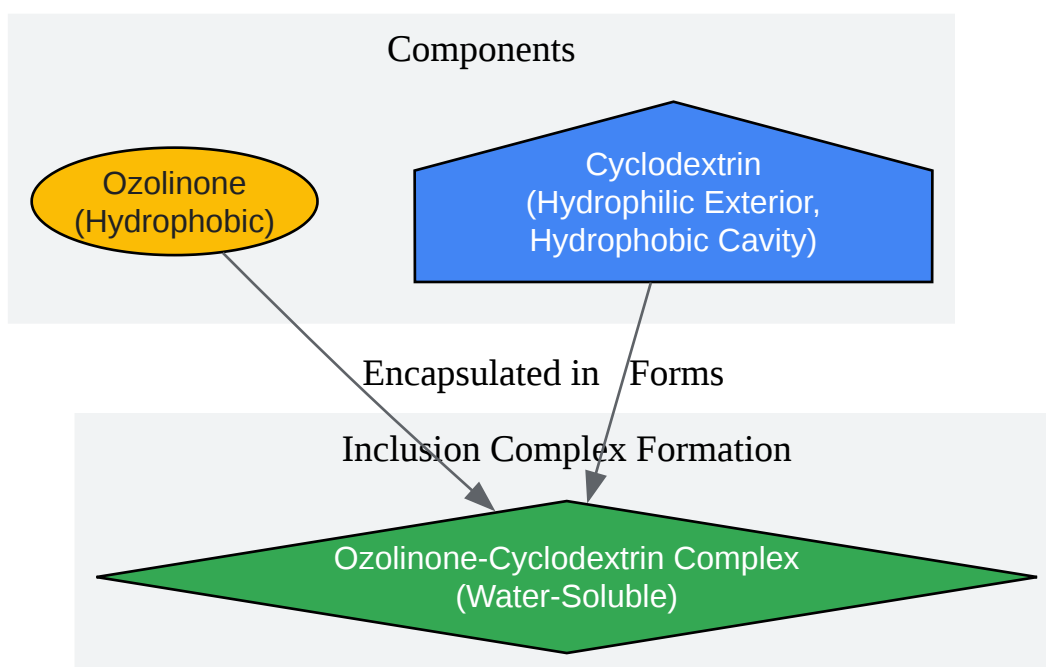 Components
Ozolinone
(Hydrophobic)
Cyclodextrin
(Hydrophilic Exterior,
Hydrophobic Cavity)
Encapsulated in
Forms
Inclusion Complex Formation
Ozolinone-Cyclodextrin Complex
(Water-Soluble)